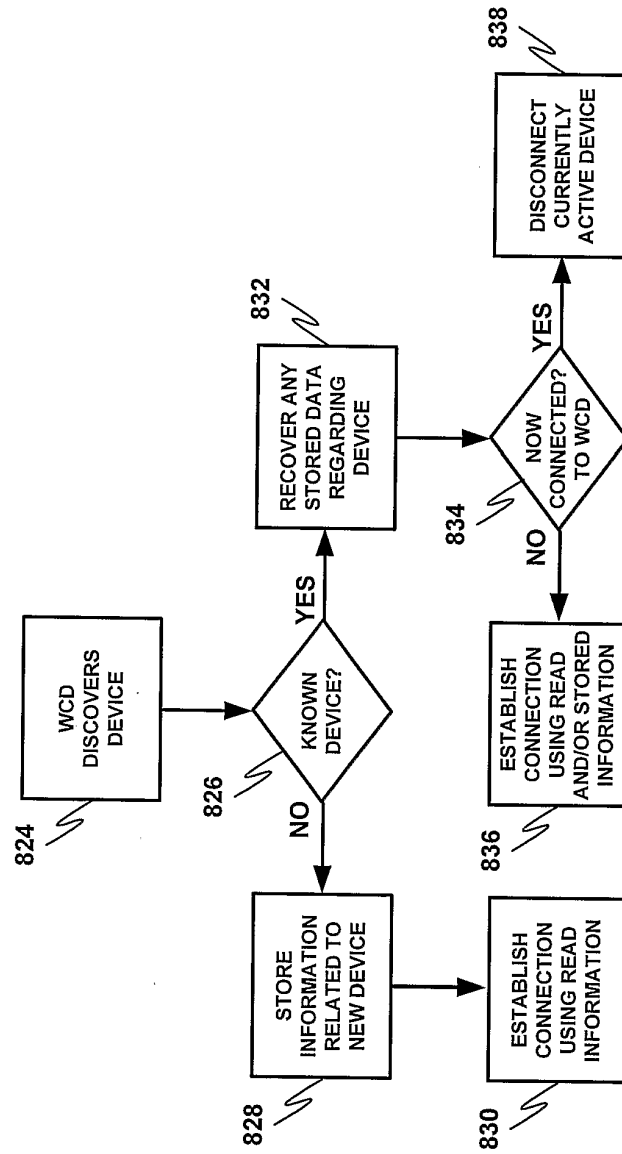 WCD
DISCOVERS
DEVICE
824
KNOWN
DEVICE?
826
NO
YES
STORE
INFORMATION
RELATED TO
NEW DEVICE
828
RECOVER ANY
STORED DATA
REGARDING
DEVICE
832
ESTABLISH
CONNECTION
USING READ
INFORMATION
830
NOW
CONNECTED?
TO WCD
834
NO
YES
ESTABLISH
CONNECTION
USING READ
AND/OR STORED
INFORMATION
836
DISCONNECT
CURRENTLY
ACTIVE DEVICE
838